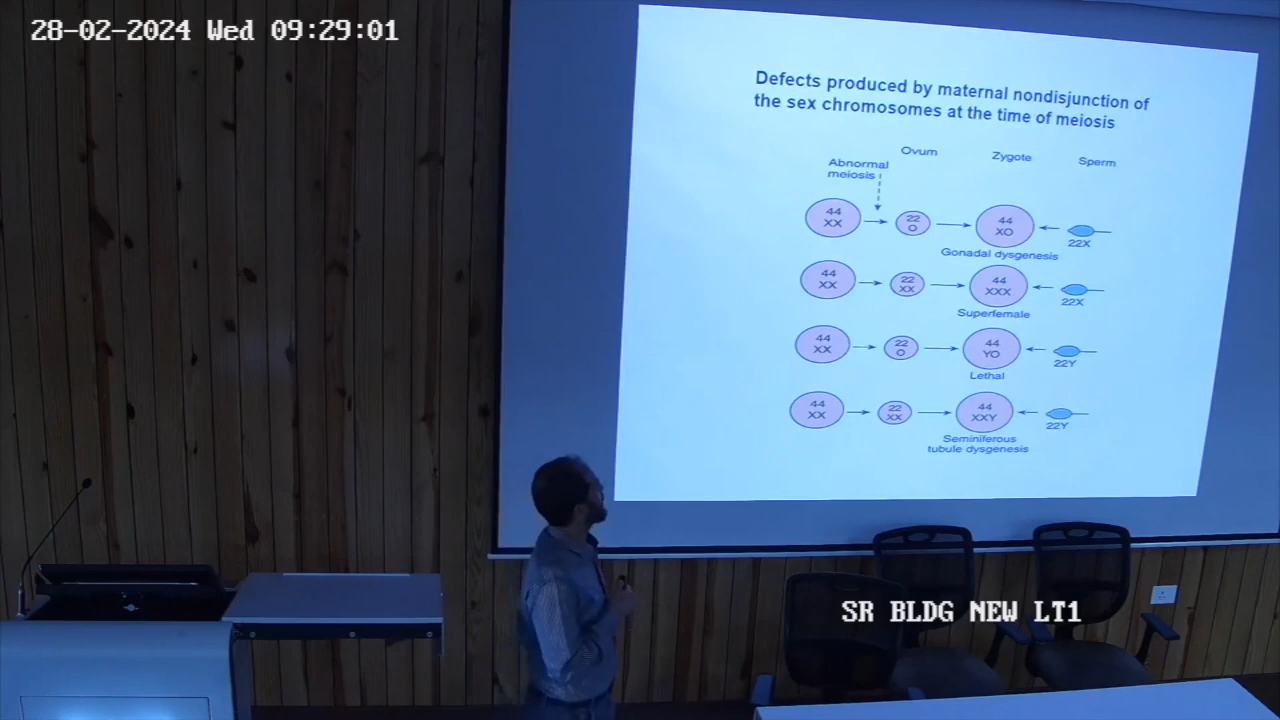 28-02-2024 Wed 09:29:01
Defects produced by maternal nondisjunction of
the sex chromosomes at the time of meiosis
Ovum
Zygote
Sperm
Abnormal
meiosis
44
XX
22
O
44
XO
22X
Gonadal dysgenesis
44
XX
22
XX
44
XXX
22X
Superfemale
44
XX
22
O
44
YO
22Y
Lethal
44
XX
22
XX
44
XXY
22Y
Seminiferous
tubule dysgenesis
SR BLDG NEW LT1